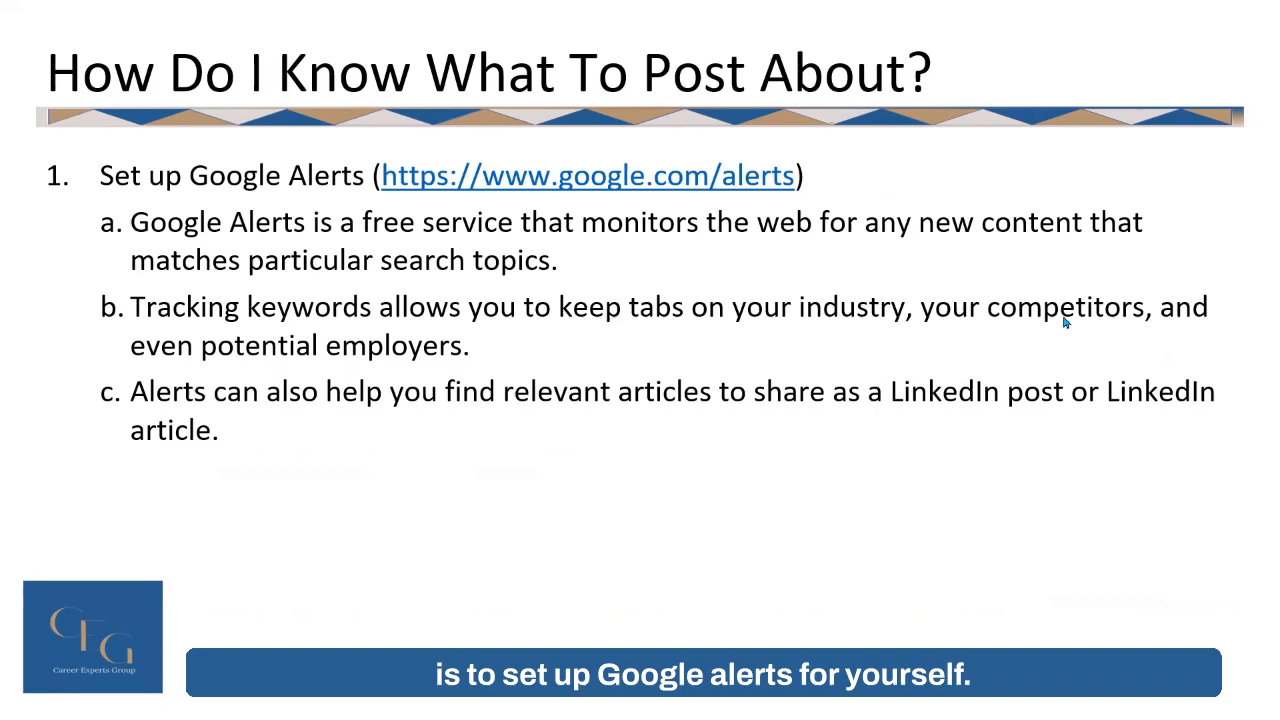 How Do I Know What To Post About?
1. Set up Google Alerts (https://www.google.com/alerts)
a. Google Alerts is a free service that monitors the web for any new content that
matches particular search topics.
b. Tracking keywords allows you to keep tabs on your industry, your competitors, and
even potential employers.
c. Alerts can also help you find relevant articles to share as a LinkedIn post or LinkedIn
article.
CFG
Career Experts Group
is to set up Google alerts for yourself.